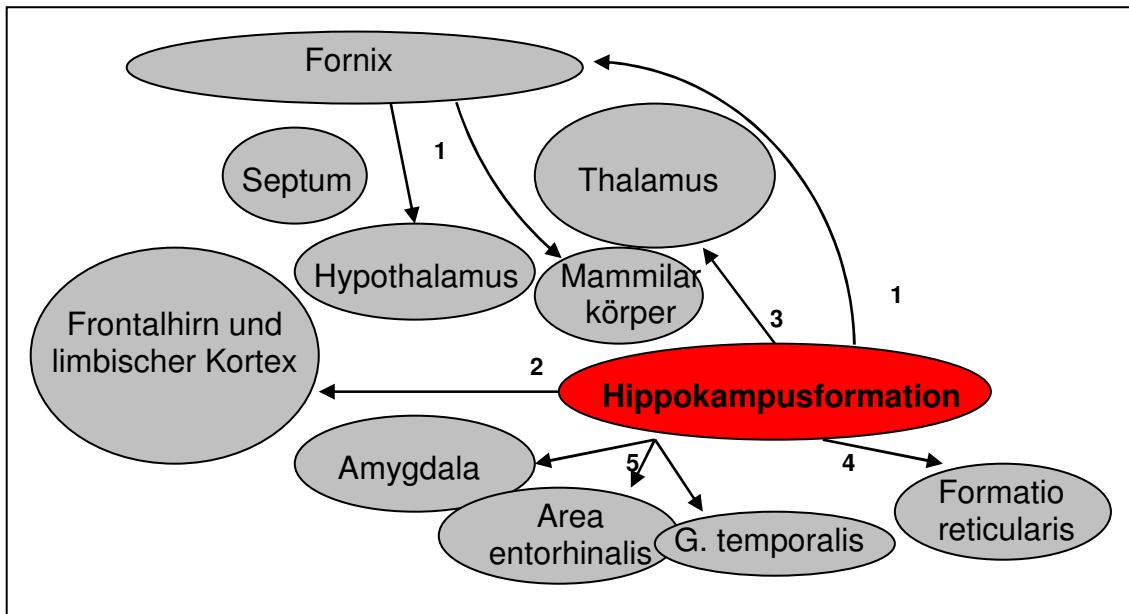 Fornix
1
Septum
Thalamus
Hypothalamus
Mammilar
körper
1
3
Frontalhirn und
limbischer Kortex
2
Hippokampusformation
Amygdala
5
4
Area
entorhinalis
G. temporalis
Formatio
reticularis